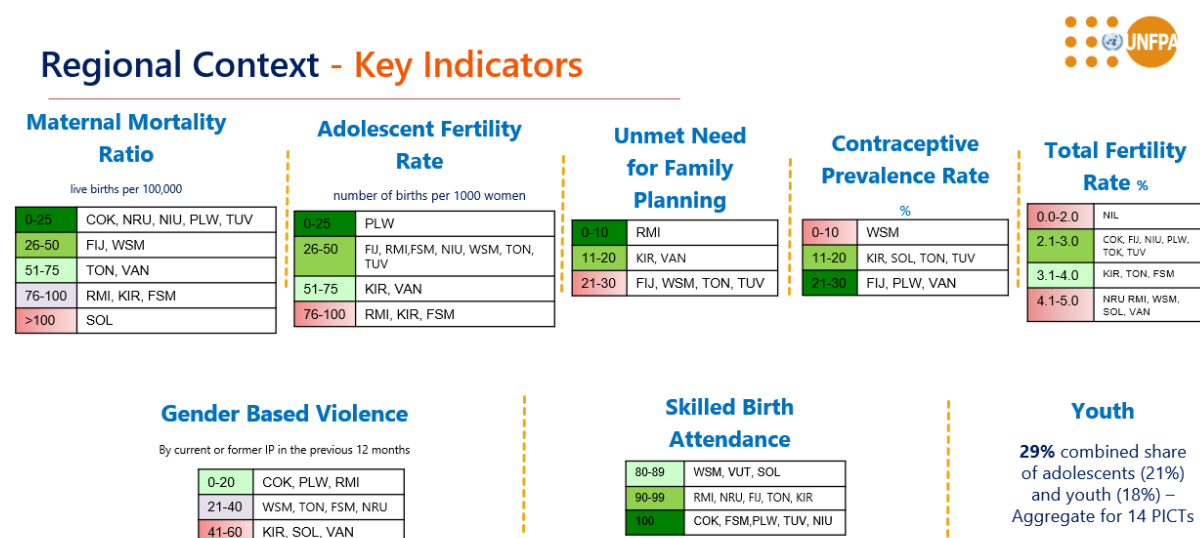 UNFPA
Regional Context - Key Indicators
Maternal Mortality
Ratio
live births per 100,000
0-25 COK, NRU, NIU, PLW, TUV
26-50 FIJ, WSM
51-75 TON, VAN
76-100 RMI, KIR, FSM
>100 SOL
Adolescent Fertility
Rate
number of births per 1000 women
0-25 PLW
26-50 FIJ, RMI,FSM, NIU, WSM, TON,
TUV
51-75 KIR, VAN
76-100 RMI, KIR, FSM
Unmet Need
for Family
Planning
0-10 RMI
11-20 KIR, VAN
21-30 FIJ, WSM, TON, TUV
Contraceptive
Prevalence Rate
%
0-10 WSM
11-20 KIR, SOL, TON, TUV
21-30 FIJ, PLW, VAN
Total Fertility
Rate %
0.0-2.0 NIL
2.1-3.0 COK, FIJ, NIU, PLW,
TOK, TUV
3.1-4.0 KIR, TON, FSM
4.1-5.0 NRU RMI, WSM,
SOL, VAN
Gender Based Violence
By current or former IP in the previous 12 months
0-20 COK, PLW, RMI
21-40 WSM, TON, FSM, NRU
41-60 KIR, SOL, VAN
Skilled Birth
Attendance
80-89 WSM, VUT, SOL
90-99 RMI, NRU, FIJ, TON, KIR
100 COK, FSM,PLW, TUV, NIU
Youth
29% combined share
of adolescents (21%)
and youth (18%) –
Aggregate for 14 PICTs